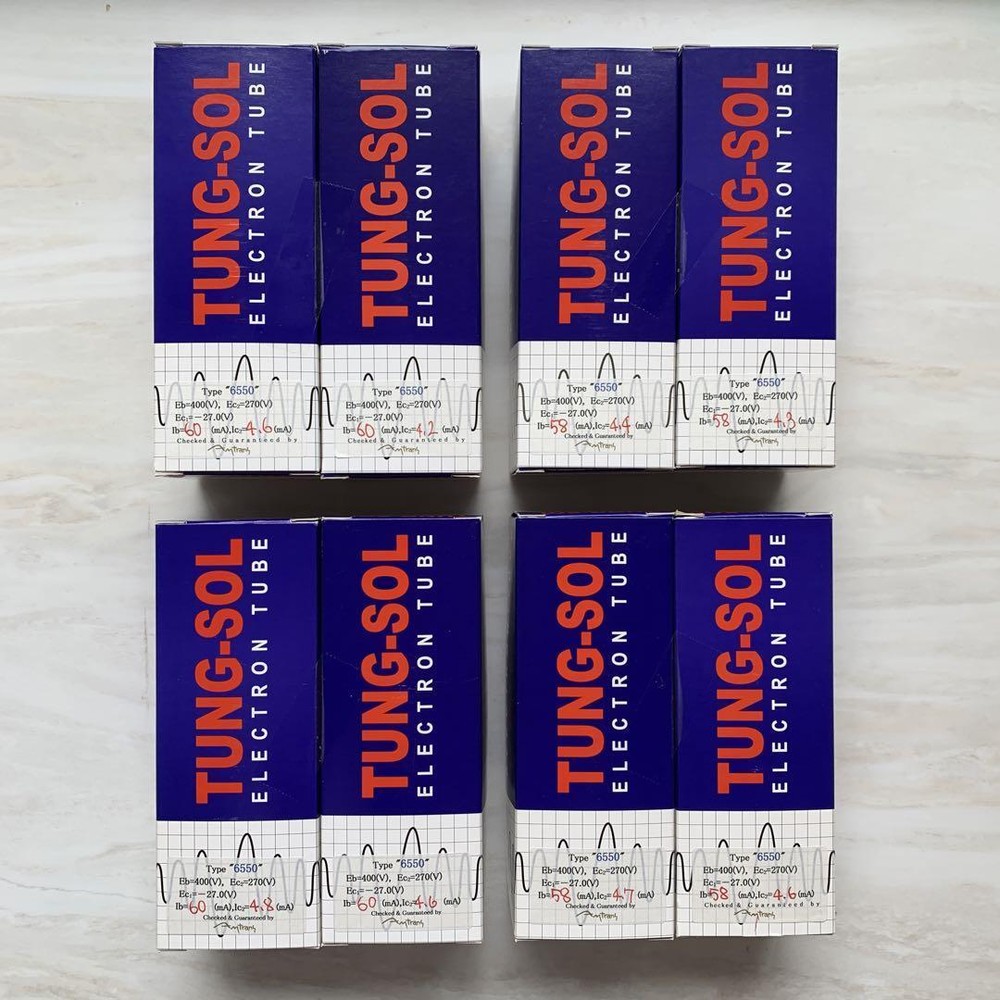 TUNG-SOL
ELECTRON TUBE
Type "6550"
Eb=400(V), Ec₂=270(V)
Ec₁=−27.0(V)
Ib=60 (mA),Ic₂=4.6 (mA)
Checked & Guaranteed by
AmTrans
TUNG-SOL
ELECTRON TUBE
Type "6550"
Eb=400(V), Ec₂=270(V)
Ec₁=−27.0(V)
Ib=60 (mA),Ic₂=4.2 (mA)
Checked & Guaranteed by
AmTrans
TUNG-SOL
ELECTRON TUBE
Type "6550"
Eb=400(V), Ec₂=270(V)
Ec₁=−27.0(V)
Ib=58 (mA),Ic₂=4.4 (mA)
Checked & Guaranteed by
AmTrans
TUNG-SOL
ELECTRON TUBE
Type "6550"
Eb=400(V), Ec₂=270(V)
Ec₁=−27.0(V)
Ib=58 (mA),Ic₂=4.3 (mA)
Checked & Guaranteed by
AmTrans
TUNG-SOL
ELECTRON TUBE
Type "6550"
Eb=400(V), Ec₂=270(V)
Ec₁=−27.0(V)
Ib=60 (mA),Ic₂=4.8 (mA)
Checked & Guaranteed by
AmTrans
TUNG-SOL
ELECTRON TUBE
Type "6550"
Eb=400(V), Ec₂=270(V)
Ec₁=−27.0(V)
Ib=60 (mA),Ic₂=4.6 (mA)
Checked & Guaranteed by
AmTrans
TUNG-SOL
ELECTRON TUBE
Type "6550"
Eb=400(V), Ec₂=270(V)
Ec₁=−27.0(V)
Ib=58 (mA),Ic₂=4.7 (mA)
Checked & Guaranteed by
AmTrans
TUNG-SOL
ELECTRON TUBE
Type "6550"
Eb=400(V), Ec₂=270(V)
Ec₁=−27.0(V)
Ib=58 (mA),Ic₂=4.6 (mA)
Checked & Guaranteed by
AmTrans